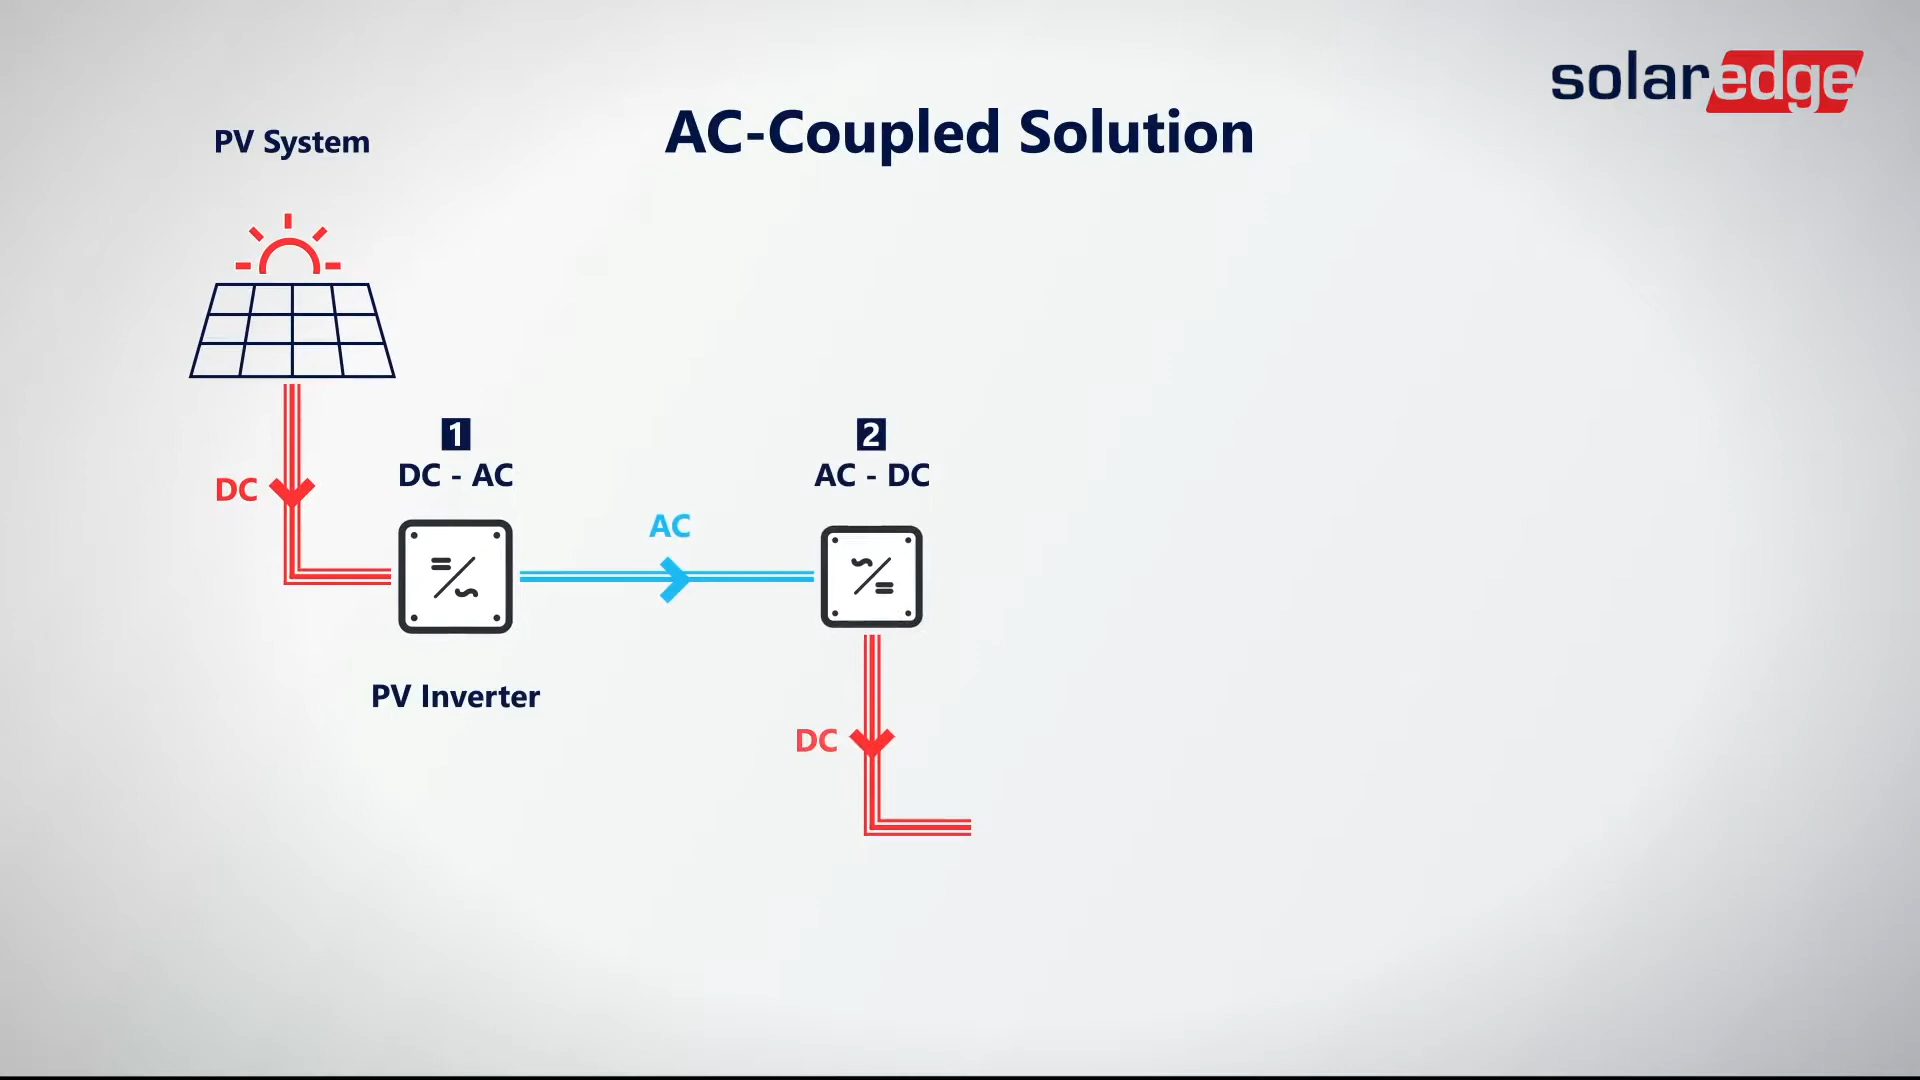 solaredge
AC-Coupled Solution
PV System
1
DC - AC
2
AC - DC
DC
AC
PV Inverter
DC